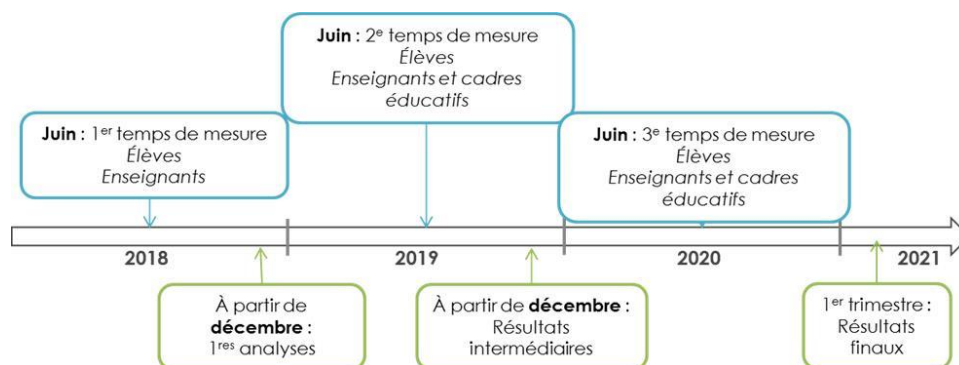 Juin : 2e temps de mesure
Élèves
Enseignants et cadres
éducatifs
Juin : 1er temps de mesure
Élèves
Enseignants
Juin : 3e temps de mesure
Élèves
Enseignants et cadres
éducatifs
2018
2019
2020
2021
À partir de
décembre :
1res analyses
À partir de décembre :
Résultats
intermédiaires
1er trimestre :
Résultats
finaux